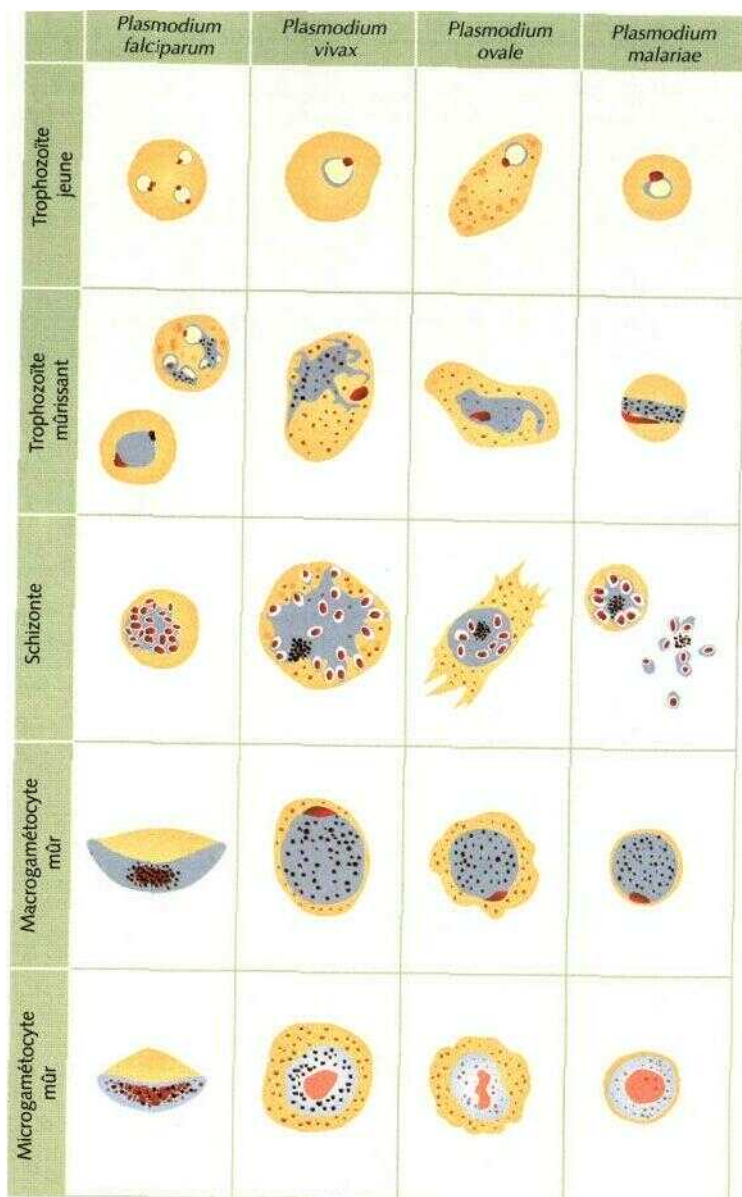 Plasmodium
falciparum
Plasmodium
vivax
Plasmodium
ovale
Plasmodium
malariae
Trophozoïte
jeune
Trophozoïte
mûrissant
Schizonte
Macrogamétocyte
mûr
Microgamétocyte
mûr